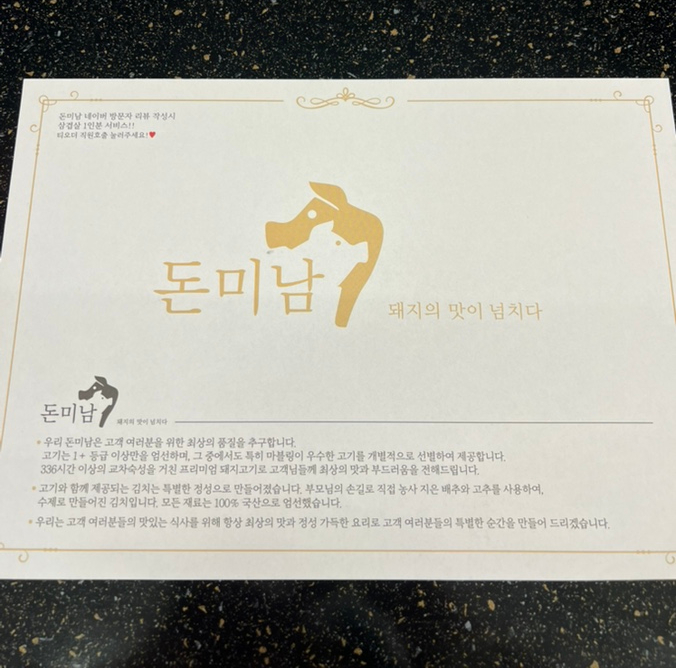 돈미남 네이버 방문자 리뷰 작성시
삼겹살 1인분 서비스!!
티오더 직원호출 눌러주세요!♥
돈미남
돼지의 맛이 넘치다
돈미남
돼지의 맛이 넘치다
• 우리 돈미남은 고객 여러분을 위한 최상의 품질을 추구합니다.
고기는 1+ 등급 이상만을 엄선하며, 그 중에서도 특히 마블링이 우수한 고기를 개별적으로 선별하여 제공합니다.
336시간 이상의 교차숙성을 거친 프리미엄 돼지고기로 고객님들께 최상의 맛과 부드러움을 전해드립니다.
• 고기와 함께 제공되는 김치는 특별한 정성으로 만들어졌습니다. 부모님의 손길로 직접 농사 지은 배추와 고추를 사용하여,
수제로 만들어진 김치입니다. 모든 재료는 100% 국산으로 엄선했습니다.
• 우리는 고객 여러분들의 맛있는 식사를 위해 항상 최상의 맛과 정성 가득한 요리로 고객 여러분들의 특별한 순간을 만들어 드리겠습니다.